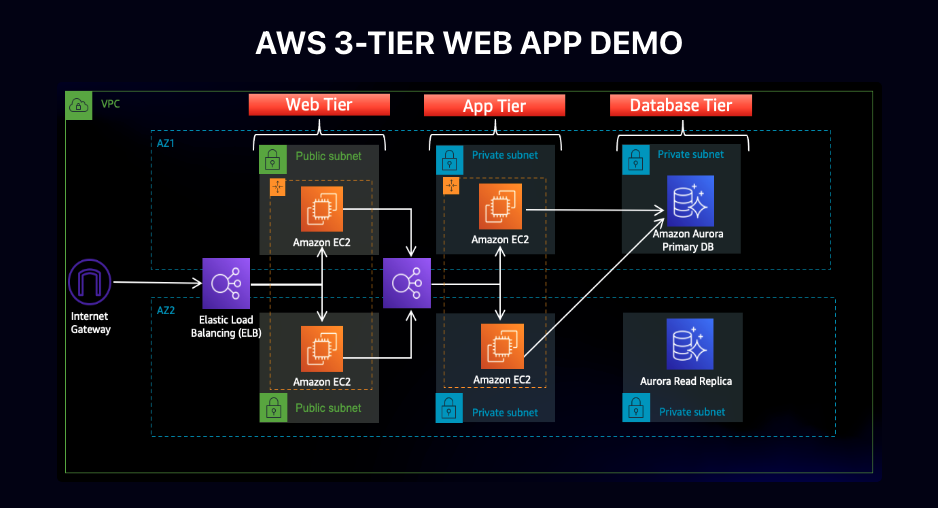 AWS 3-TIER WEB APP DEMO
VPC
Web Tier
App Tier
Database Tier
AZ1
Public subnet
Private subnet
Private subnet
Amazon EC2
Amazon EC2
Amazon Aurora
Primary DB
Internet
Gateway
Elastic Load
Balancing (ELB)
AZ2
Amazon EC2
Amazon EC2
Aurora Read Replica
Public subnet
Private subnet
Private subnet